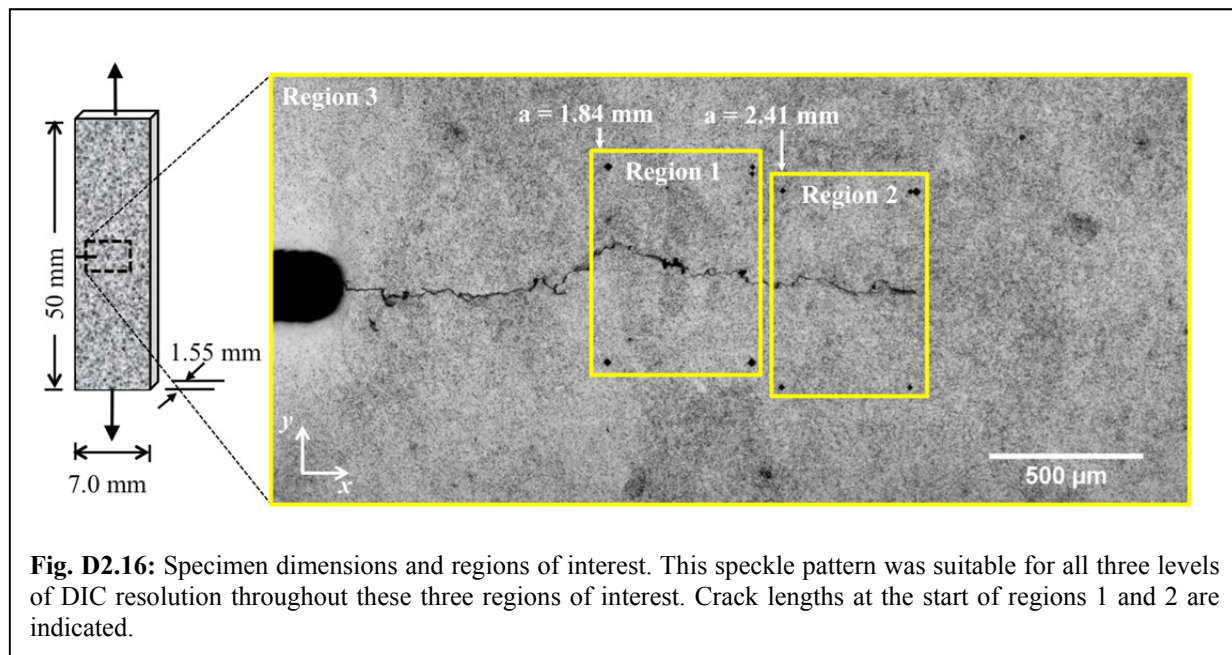 Region 3
a = 1.84 mm
a = 2.41 mm
Region 1
Region 2
50 mm
1.55 mm
7.0 mm
y
x
500 µm
Fig. D2.16: Specimen dimensions and regions of interest. This speckle pattern was suitable for all three levels
of DIC resolution throughout these three regions of interest. Crack lengths at the start of regions 1 and 2 are
indicated.